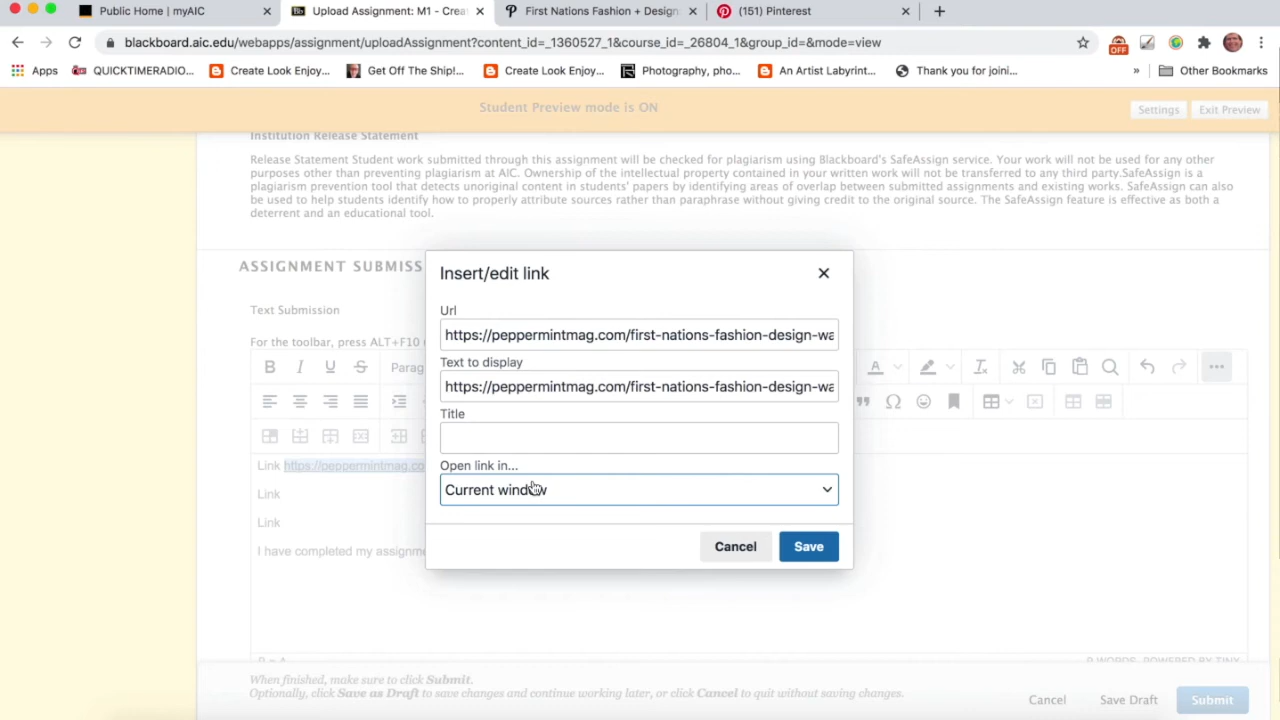 Public Home | myAIC
Upload Assignment: M1 - Crea
First Nations Fashion + Design
(151) Pinterest
blackboard.aic.edu/webapps/assignment/uploadAssignment?content_id=_1360527_1&course_id=_26804_1&group_id=&mode=view
OFF
Apps
QUICKTIMERADIO...
Create Look Enjoy...
Get Off The Ship!...
Create Look Enjoy...
Photography, pho...
An Artist Labyrint...
Thank you for joini...
»
Other Bookmarks
Student Preview mode is ON
Settings
Exit Preview
Institution Release Statement
Release Statement Student work submitted through this assignment will be checked for plagiarism using Blackboard's SafeAssign service. Your work will not be used for any other
purposes other than preventing plagiarism at AIC. Ownership of the intellectual property contained in your written work will not be transferred to any third party.SafeAssign is a
plagiarism prevention tool that detects unoriginal content in students' papers by identifying areas of overlap between submitted assignments and existing works. SafeAssign can also
be used to help students identify how to properly attribute sources rather than paraphrase without giving credit to the original source. The SafeAssign feature is effective as both a
deterrent and an educational tool.
ASSIGNMENT SUBMISS
Text Submission
For the toolbar, press ALT+F10
B I U S Parag
A
Link https://peppermintmag.co
Link
Link
I have completed my assignme
Insert/edit link
Url
https://peppermintmag.com/first-nations-fashion-design-wa
Text to display
https://peppermintmag.com/first-nations-fashion-design-wa
Title
Open link in...
Current window
Cancel
Save
9 WORDS POWERED BY TINY
When finished, make sure to click Submit.
Optionally, click Save as Draft to save changes and continue working later, or click Cancel to quit without saving changes.
Cancel
Save Draft
Submit